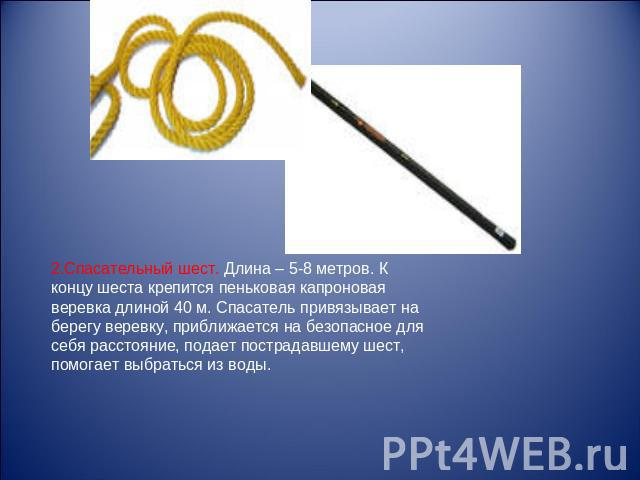 2.Спасательный шест. Длина – 5-8 метров. К
концу шеста крепится пеньковая капроновая
веревка длиной 40 м. Спасатель привязывает на
берегу веревку, приближается на безопасное для
себя расстояние, подает пострадавшему шест,
помогает выбраться из воды.
PPt4WEB.ru